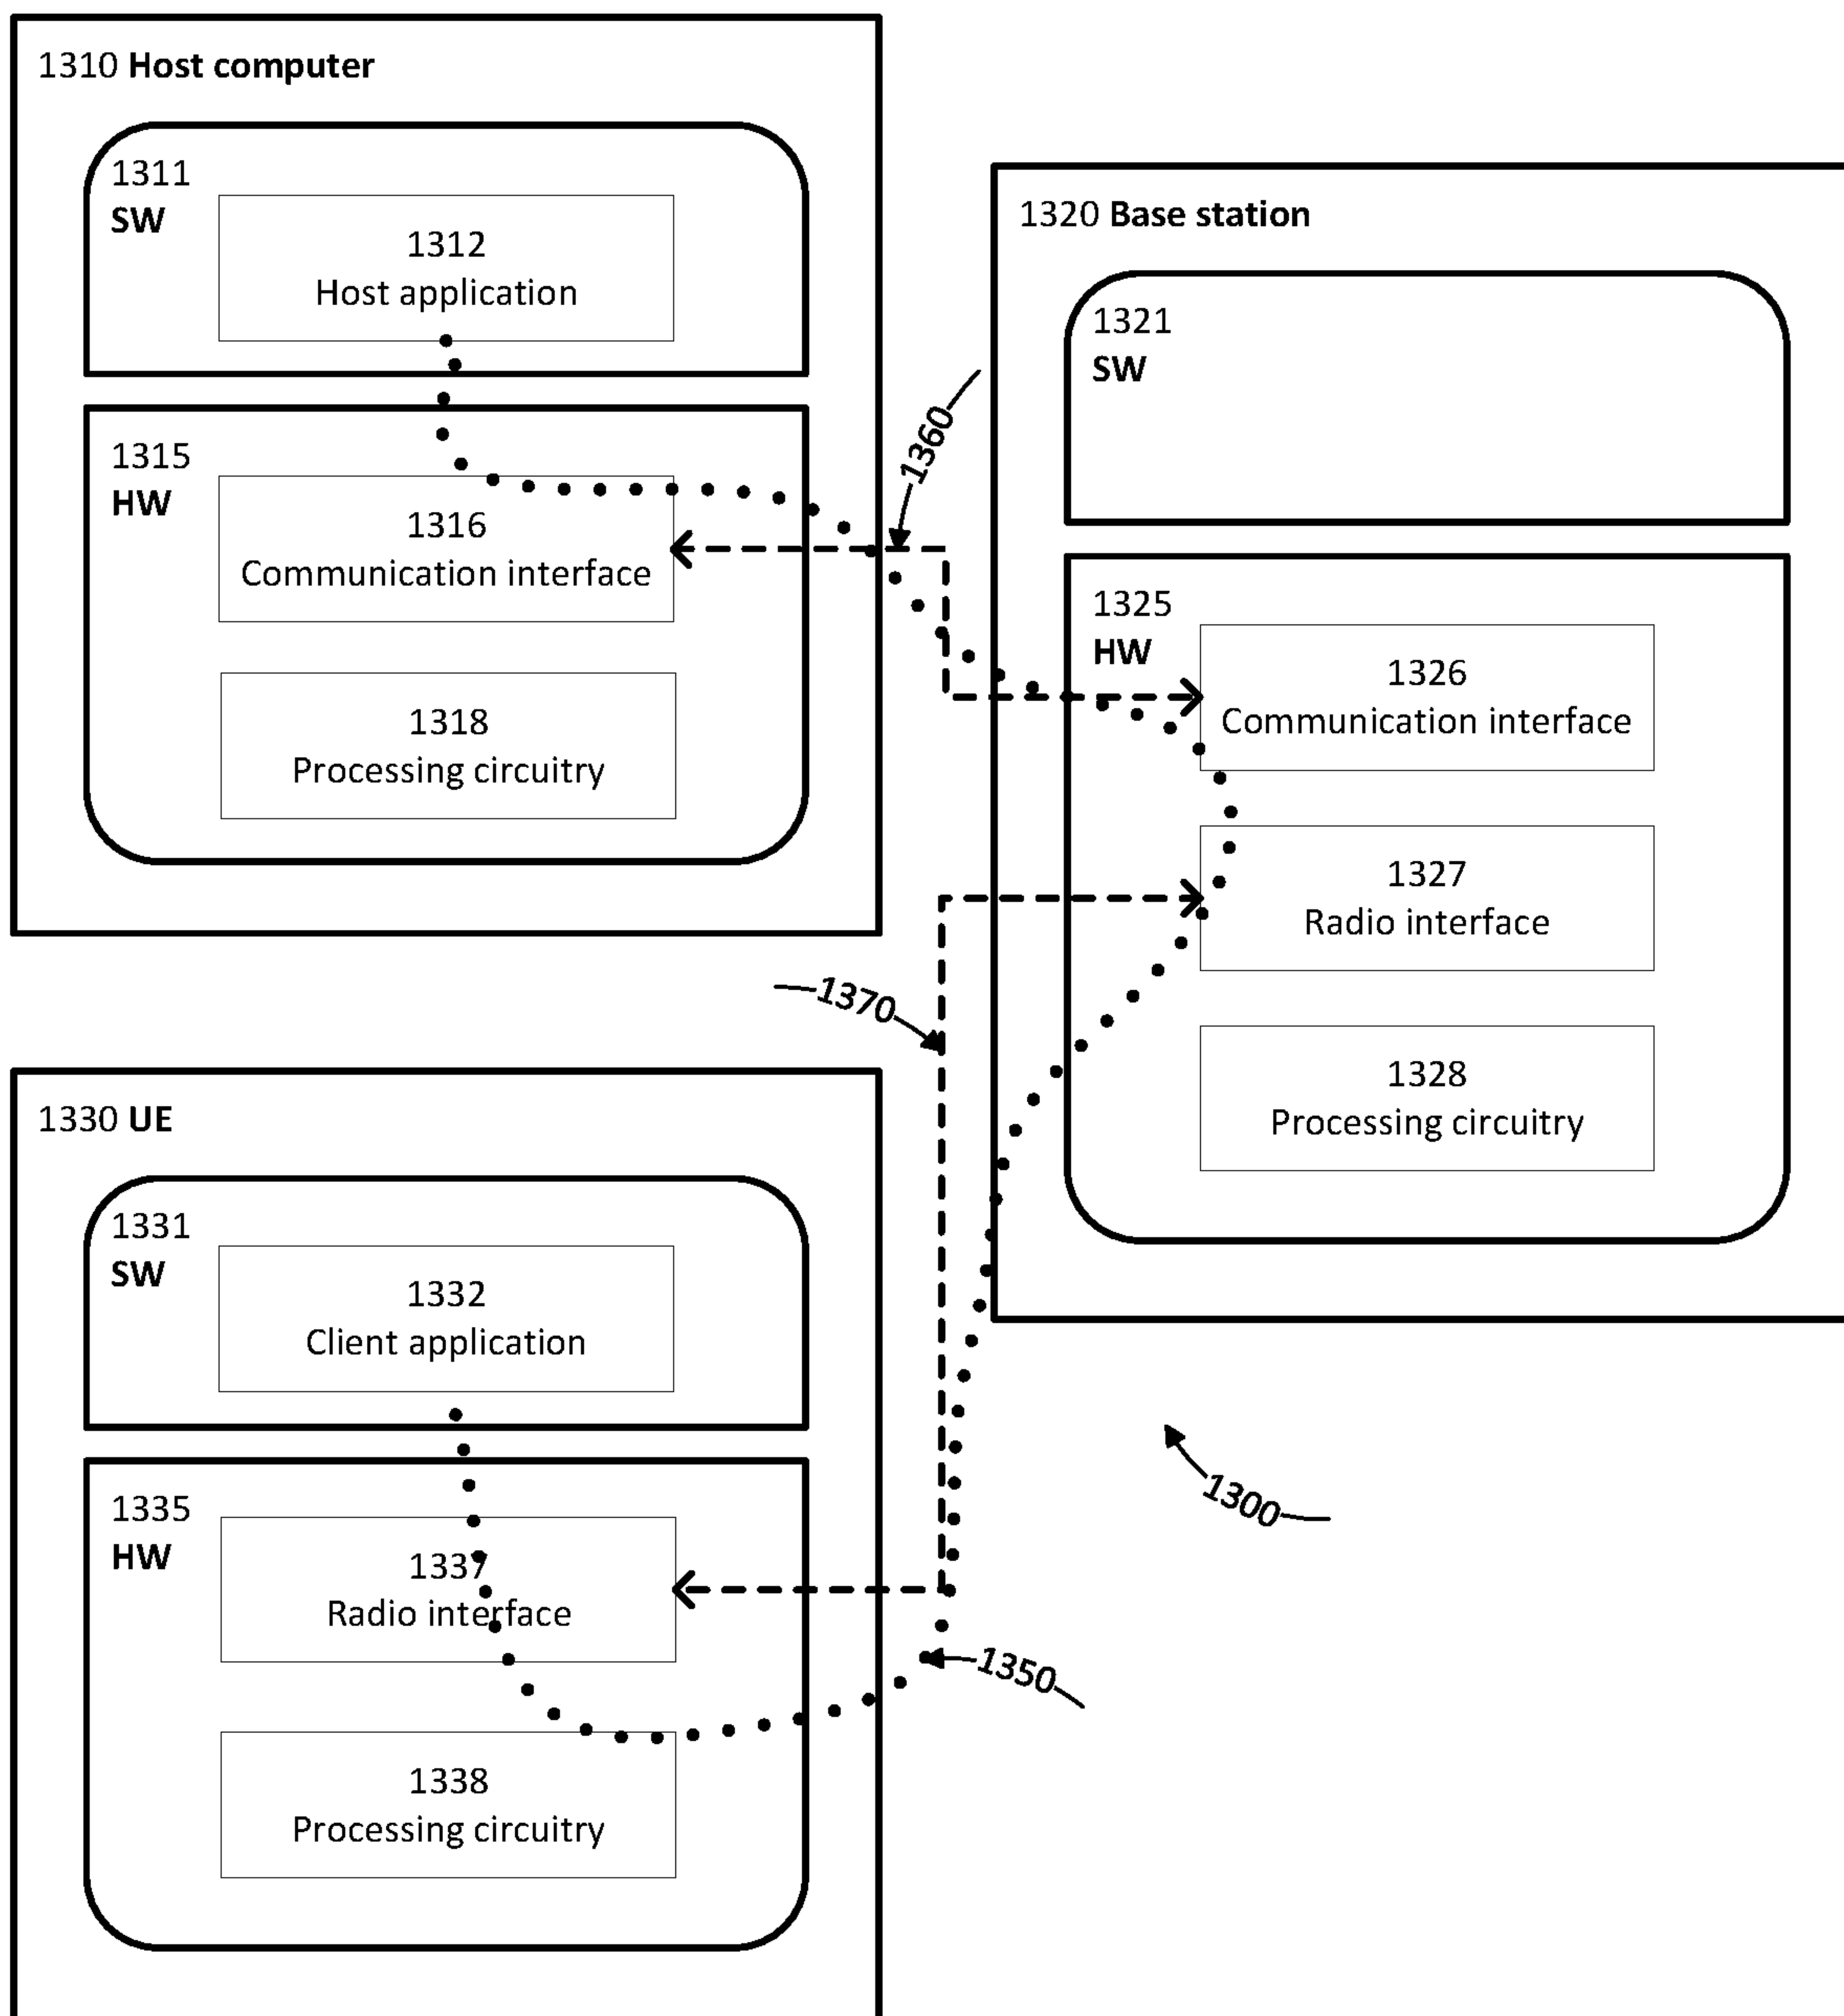 1310 Host computer
1311
SW
1312
Host application
1315
HW
1316
Communication interface
1318
Processing circuitry
1360
1320 Base station
1321
SW
1325
HW
1326
Communication interface
1327
Radio interface
1328
Processing circuitry
1370
1330 UE
1331
SW
1332
Client application
1335
HW
1337
Radio interface
1338
Processing circuitry
1350
1300